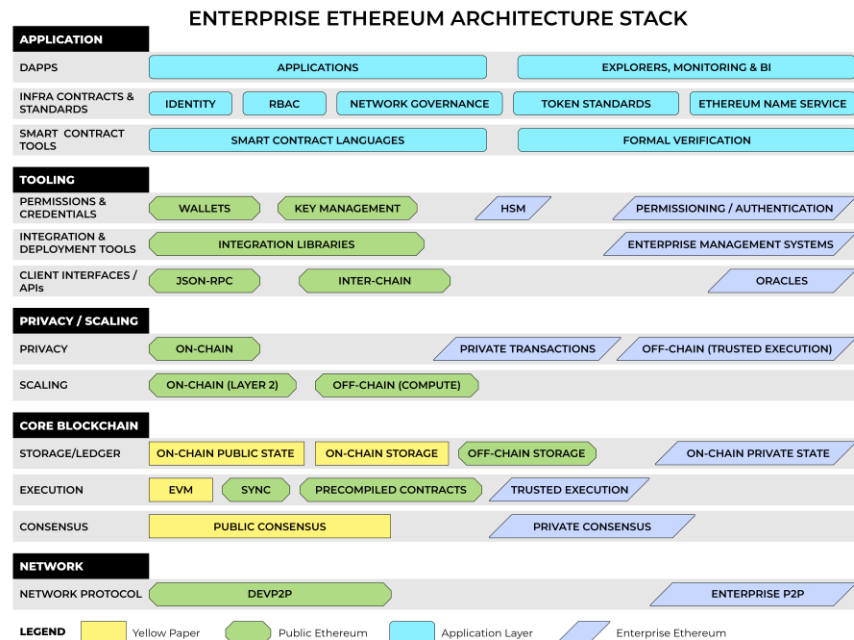 ENTERPRISE ETHEREUM ARCHITECTURE STACK
APPLICATION
DAPPS
APPLICATIONS
EXPLORERS, MONITORING & BI
INFRA CONTRACTS &
STANDARDS
IDENTITY
RBAC
NETWORK GOVERNANCE
TOKEN STANDARDS
ETHEREUM NAME SERVICE
SMART CONTRACT
TOOLS
SMART CONTRACT LANGUAGES
FORMAL VERIFICATION
TOOLING
PERMISSIONS &
CREDENTIALS
WALLETS
KEY MANAGEMENT
HSM
PERMISSIONING / AUTHENTICATION
INTEGRATION &
DEPLOYMENT TOOLS
INTEGRATION LIBRARIES
ENTERPRISE MANAGEMENT SYSTEMS
CLIENT INTERFACES /
APIs
JSON-RPC
INTER-CHAIN
ORACLES
PRIVACY / SCALING
PRIVACY
ON-CHAIN
PRIVATE TRANSACTIONS
OFF-CHAIN (TRUSTED EXECUTION)
SCALING
ON-CHAIN (LAYER 2)
OFF-CHAIN (COMPUTE)
CORE BLOCKCHAIN
STORAGE/LEDGER
ON-CHAIN PUBLIC STATE
ON-CHAIN STORAGE
OFF-CHAIN STORAGE
ON-CHAIN PRIVATE STATE
EXECUTION
EVM
SYNC
PRECOMPILED CONTRACTS
TRUSTED EXECUTION
CONSENSUS
PUBLIC CONSENSUS
PRIVATE CONSENSUS
NETWORK
NETWORK PROTOCOL
DEVP2P
ENTERPRISE P2P
LEGEND
Yellow Paper
Public Ethereum
Application Layer
Enterprise Ethereum